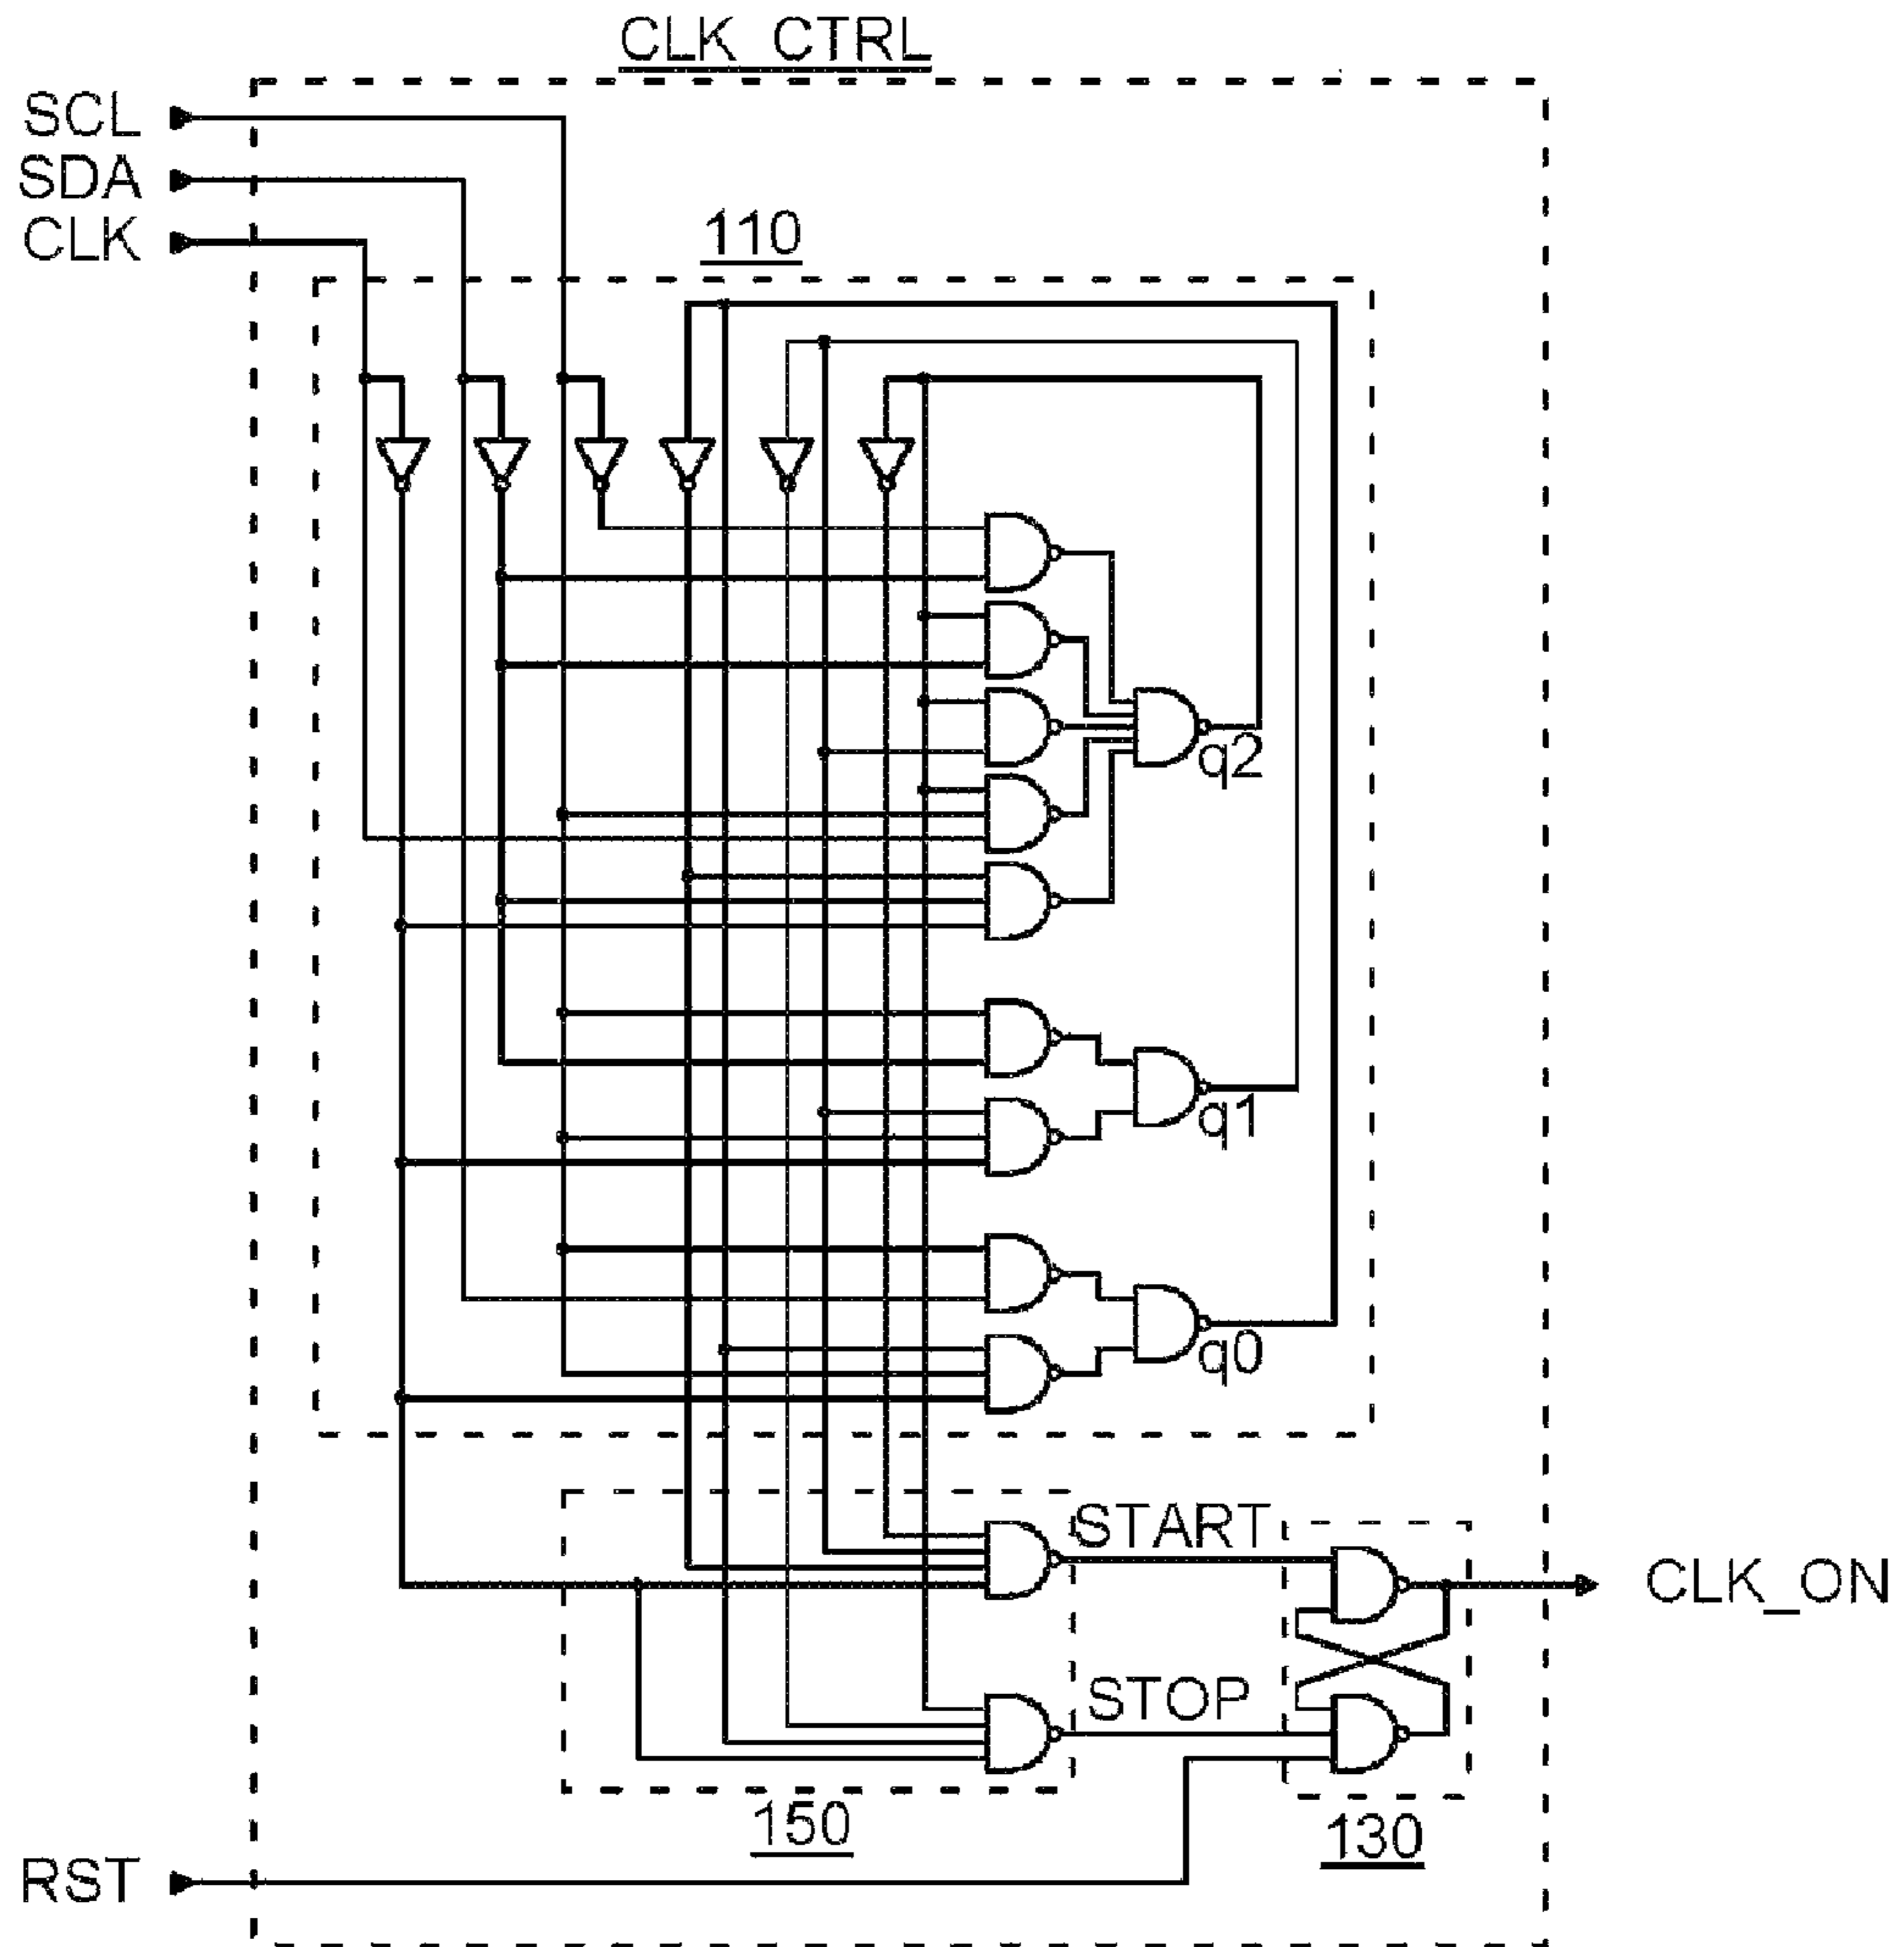 CLK_CTRL
SCL
SDA
CLK
110
q2
q1
q0
START
CLK_ON
STOP
150
130
RST